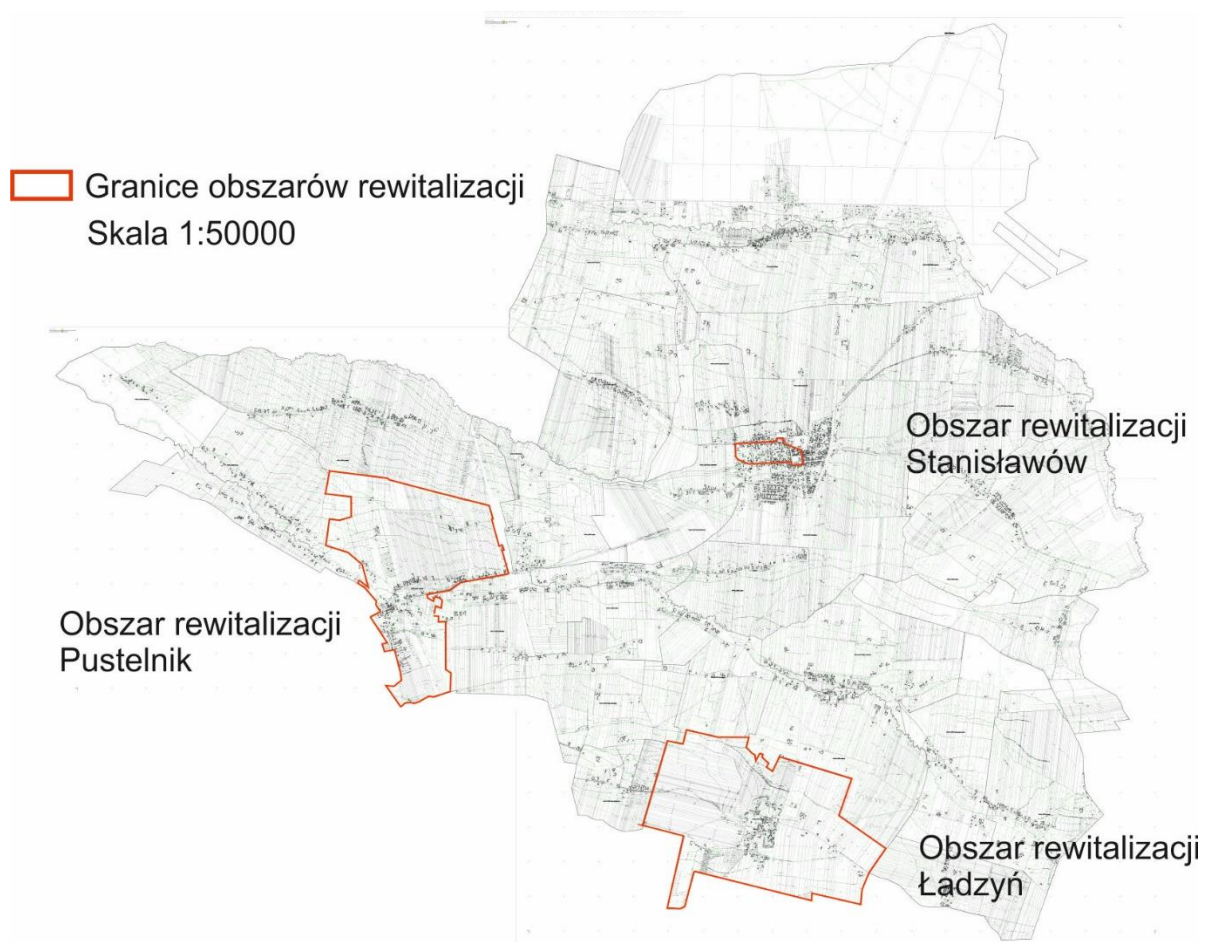 Granice obszarów rewitalizacji
Skala 1:50000
Obszar rewitalizacji
Stanisławów
Obszar rewitalizacji
Pustelnik
Obszar rewitalizacji
Ładzyń